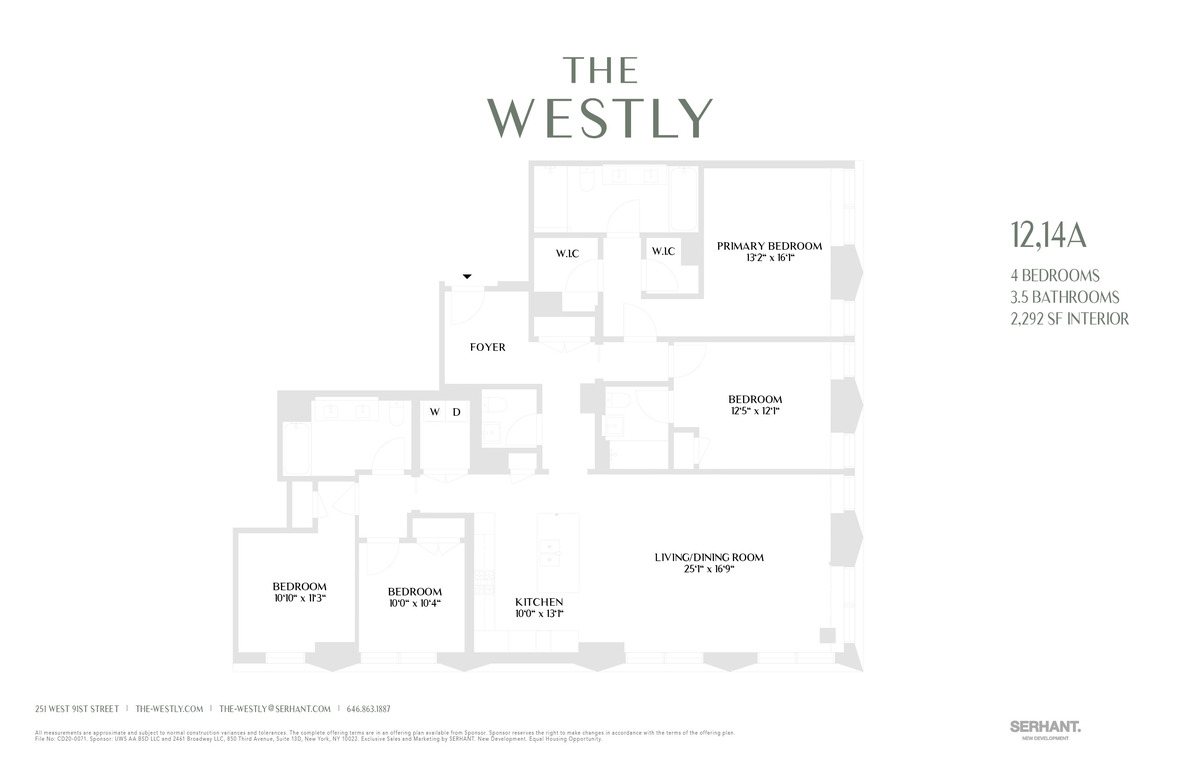 THE
WESTLY
12,14A
4 BEDROOMS
3.5 BATHROOMS
2,292 SF INTERIOR
W.I.C
W.I.C
PRIMARY BEDROOM
13'2" x 16'1"
FOYER
BEDROOM
12'5" x 12'1"
W D
LIVING/DINING ROOM
25'1" x 16'9"
BEDROOM
10'10" x 11'3"
BEDROOM
10'0" x 10'4"
KITCHEN
10'0" x 13'1"
251 WEST 91ST STREET | THE-WESTLY.COM | THE-WESTLY@SERHANT.COM | 646.863.1887
All measurements are approximate and subject to normal construction variances and tolerances. The complete offering terms are in an offering plan available from Sponsor. Sponsor reserves the right to make changes in accordance with the terms of the offering plan.
File No: CD20-0071. Sponsor: UWS AA BSD LLC and 2461 Broadway LLC, 850 Third Avenue, Suite 13D, New York, NY 10022. Exclusive Sales and Marketing by SERHANT. New Development. Equal Housing Opportunity.
SERHANT.
NEW DEVELOPMENT